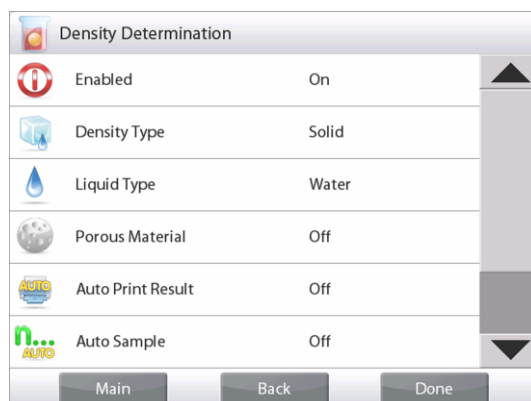 Density Determination
Enabled On
Density Type Solid
Liquid Type Water
Porous Material Off
AUTO
Auto Print Result Off
n...
AUTO
Auto Sample Off
Main Back Done